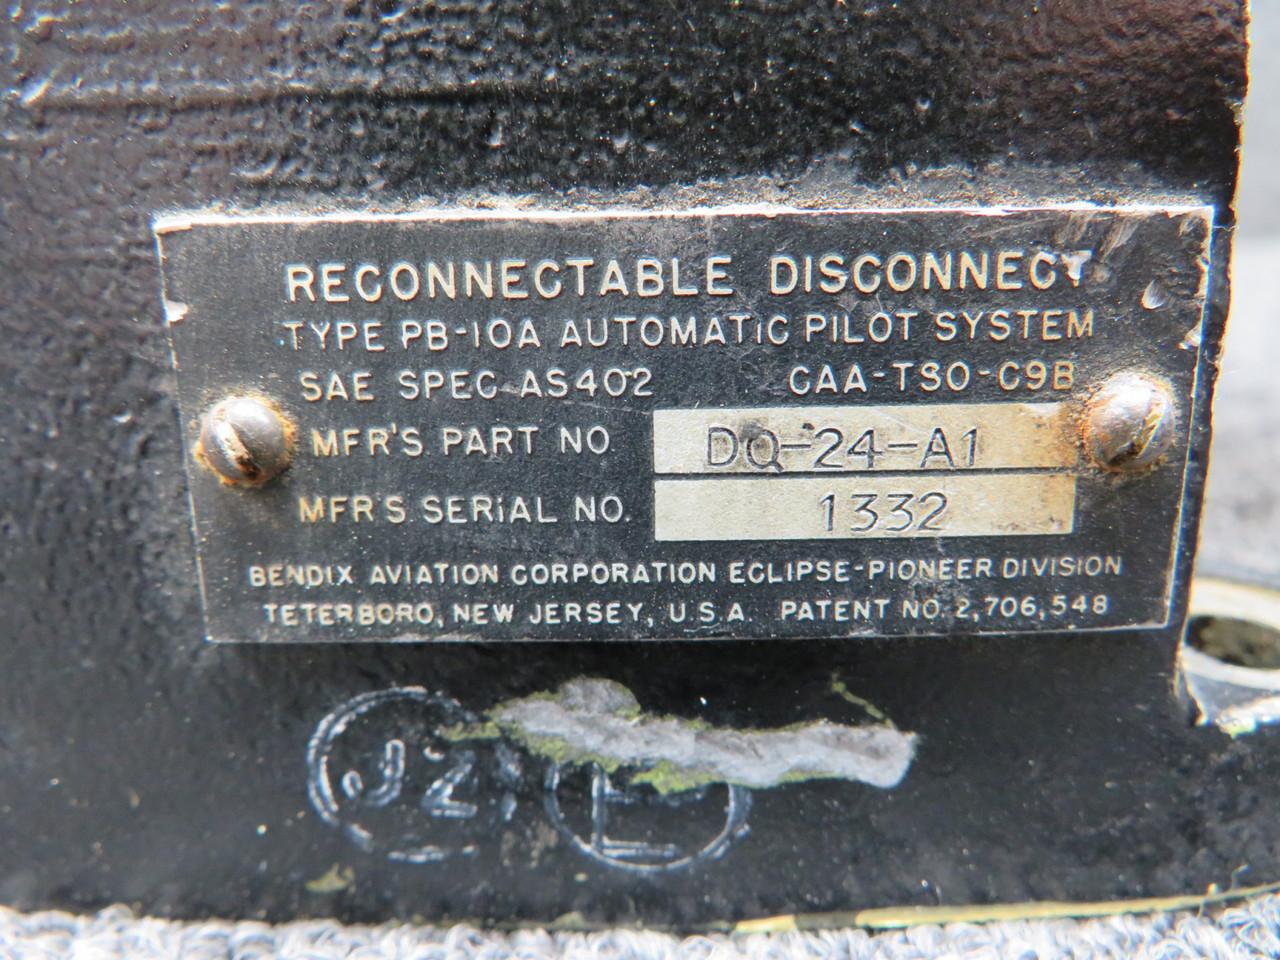 RECONNECTABLE DISCONNECT
TYPE PB-10A AUTOMATIC PILOT SYSTEM
SAE SPEC AS402 CAA-TSO-C9B
MFR'S PART NO DQ-24-A1
MFR'S SERIAL NO. 1332
BENDIX AVIATION CORPORATION ECLIPSE-PIONEER DIVISION
TETERBORO, NEW JERSEY, U.S.A. PATENT NO. 2,706,548
J2